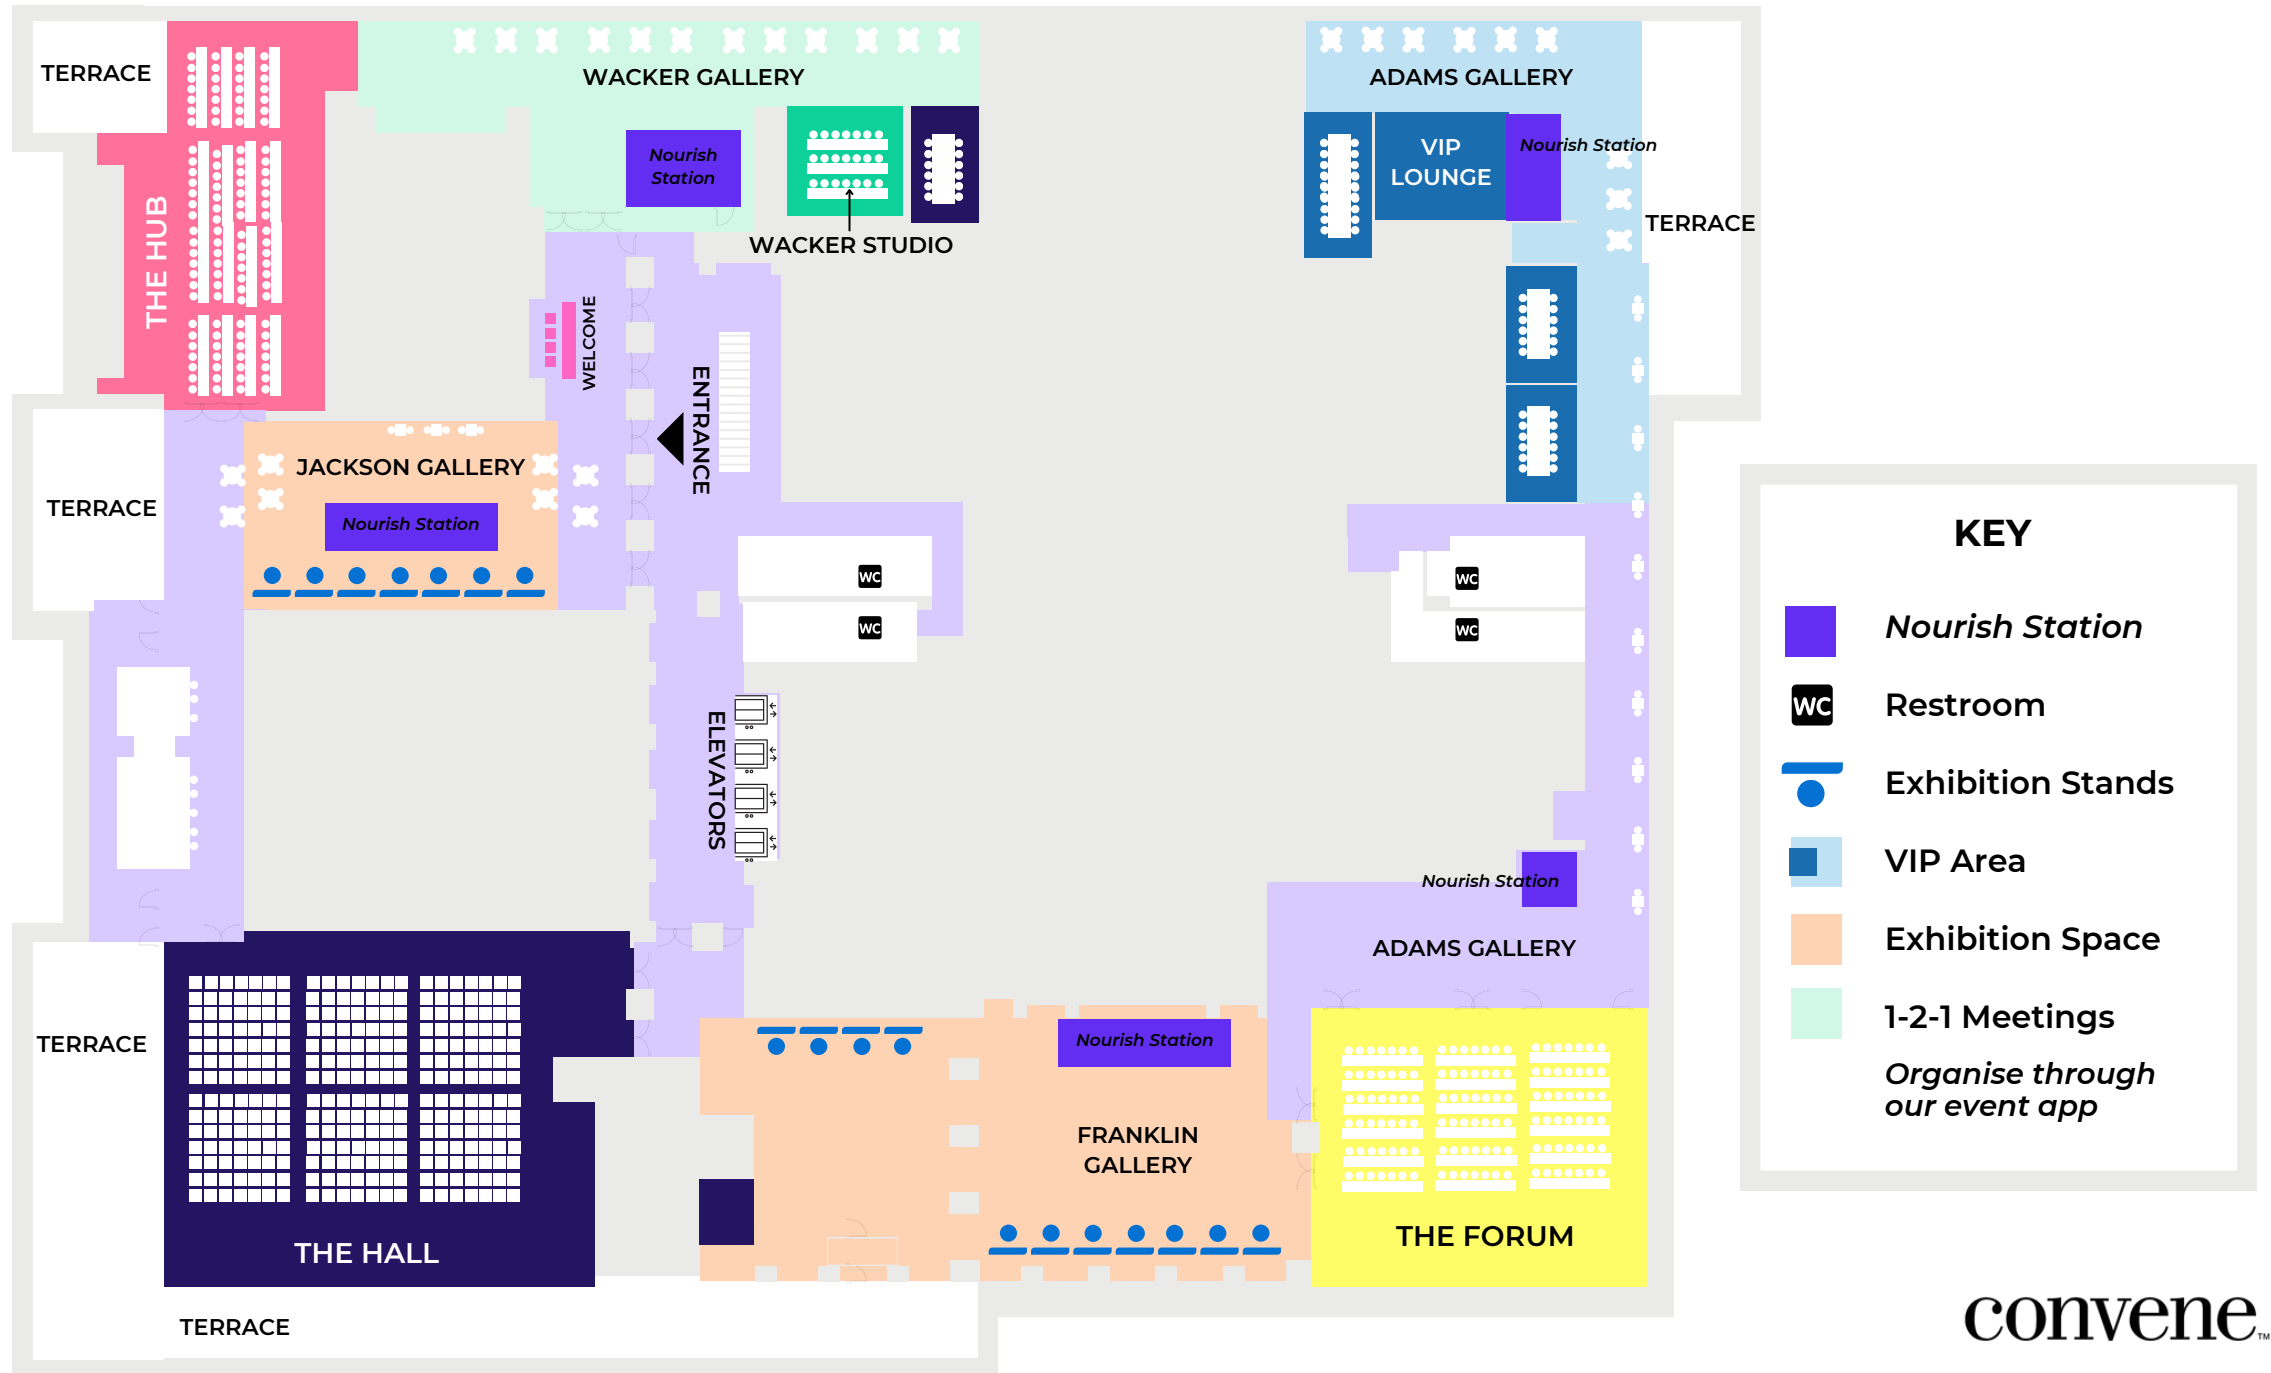 TERRACE
WACKER GALLERY
ADAMS GALLERY
Nourish
Station
VIP
LOUNGE
Nourish Station
THE HUB
WACKER STUDIO
TERRACE
WELCOME
ENTRANCE
JACKSON GALLERY
TERRACE
Nourish Station
WC
WC
WC
WC
ELEVATORS
Nourish Station
ADAMS GALLERY
TERRACE
Nourish Station
FRANKLIN
GALLERY
THE HALL
THE FORUM
TERRACE
KEY
Nourish Station
WC
Restroom
Exhibition Stands
VIP Area
Exhibition Space
1-2-1 Meetings
Organise through
our event app
convene™